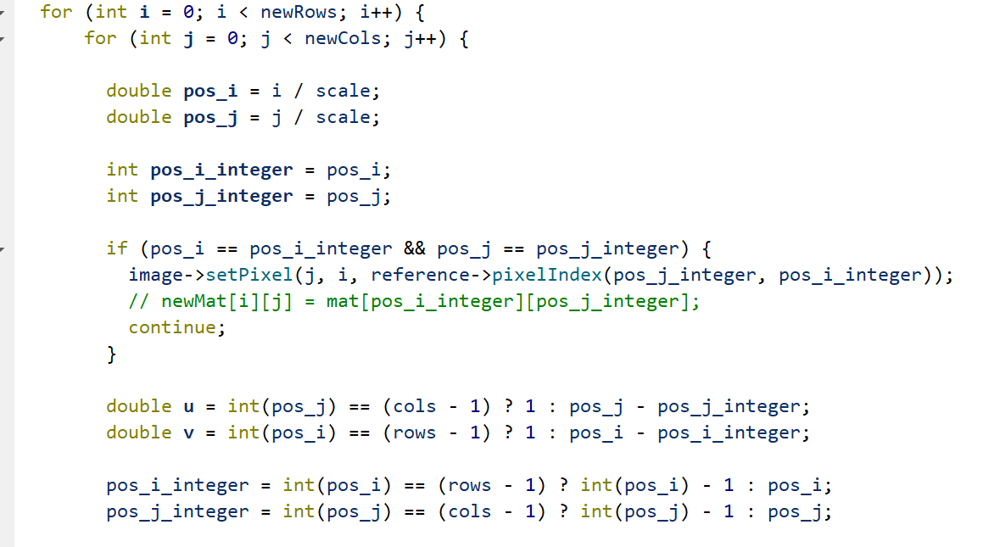 for (int i = 0; i < newRows; i++) {
for (int j = 0; j < newCols; j++) {
double pos_i = i / scale;
double pos_j = j / scale;
int pos_i_integer = pos_i;
int pos_j_integer = pos_j;
if (pos_i == pos_i_integer && pos_j == pos_j_integer) {
image->setPixel(j, i, reference->pixelIndex(pos_j_integer, pos_i_integer));
// newMat[i][j] = mat[pos_i_integer][pos_j_integer];
continue;
}
double u = int(pos_j) == (cols - 1) ? 1 : pos_j - pos_j_integer;
double v = int(pos_i) == (rows - 1) ? 1 : pos_i - pos_i_integer;
pos_i_integer = int(pos_i) == (rows - 1) ? int(pos_i) - 1 : pos_i;
pos_j_integer = int(pos_j) == (cols - 1) ? int(pos_j) - 1 : pos_j;